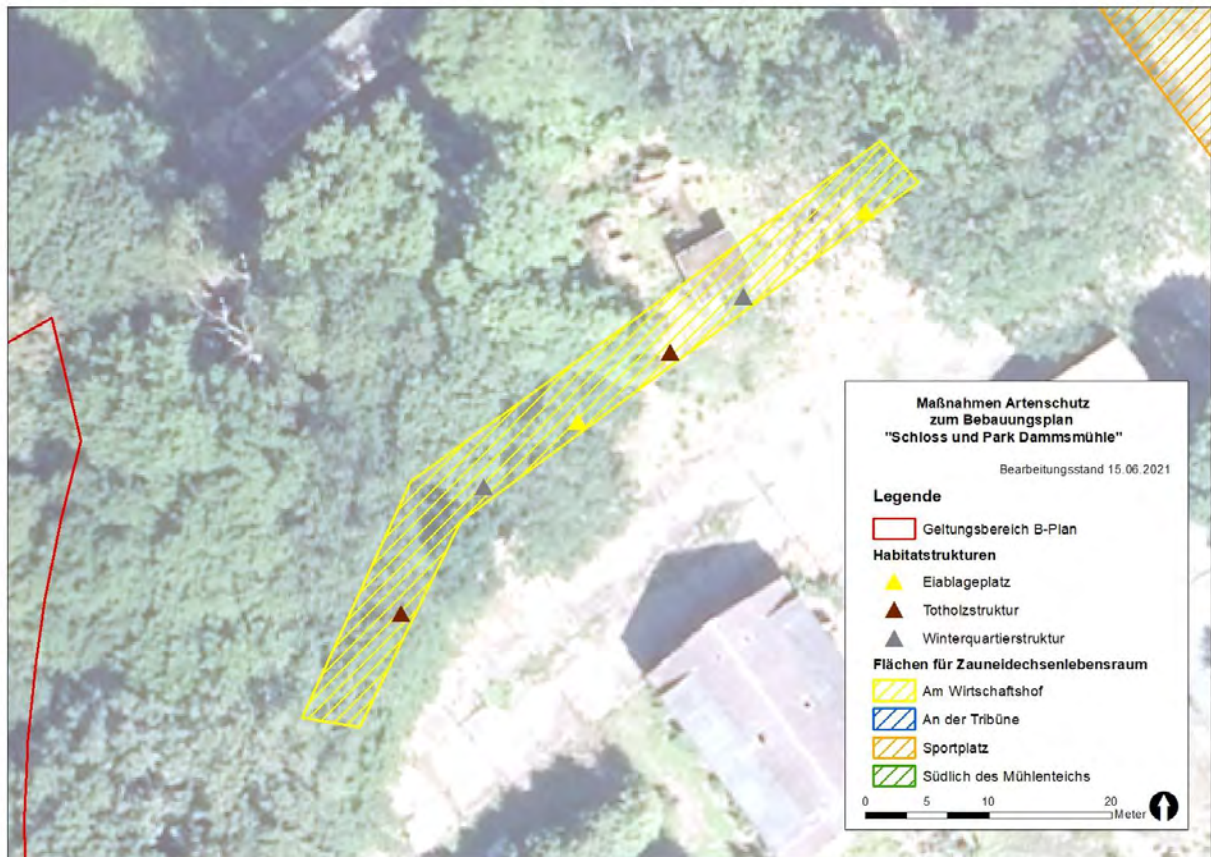 Maßnahmen Artenschutz
zum Bebauungsplan
"Schloss und Park Dammsmühle"
Bearbeitungsstand 15.06.2021
Legende
Geltungsbereich B-Plan
Habitatstrukturen
Eiablageplatz
Totholzstruktur
Winterquartierstruktur
Flächen für Zauneidechsenlebensraum
Am Wirtschaftshof
An der Tribüne
Sportplatz
Südlich des Mühlenteichs
0 5 10 20
Meter